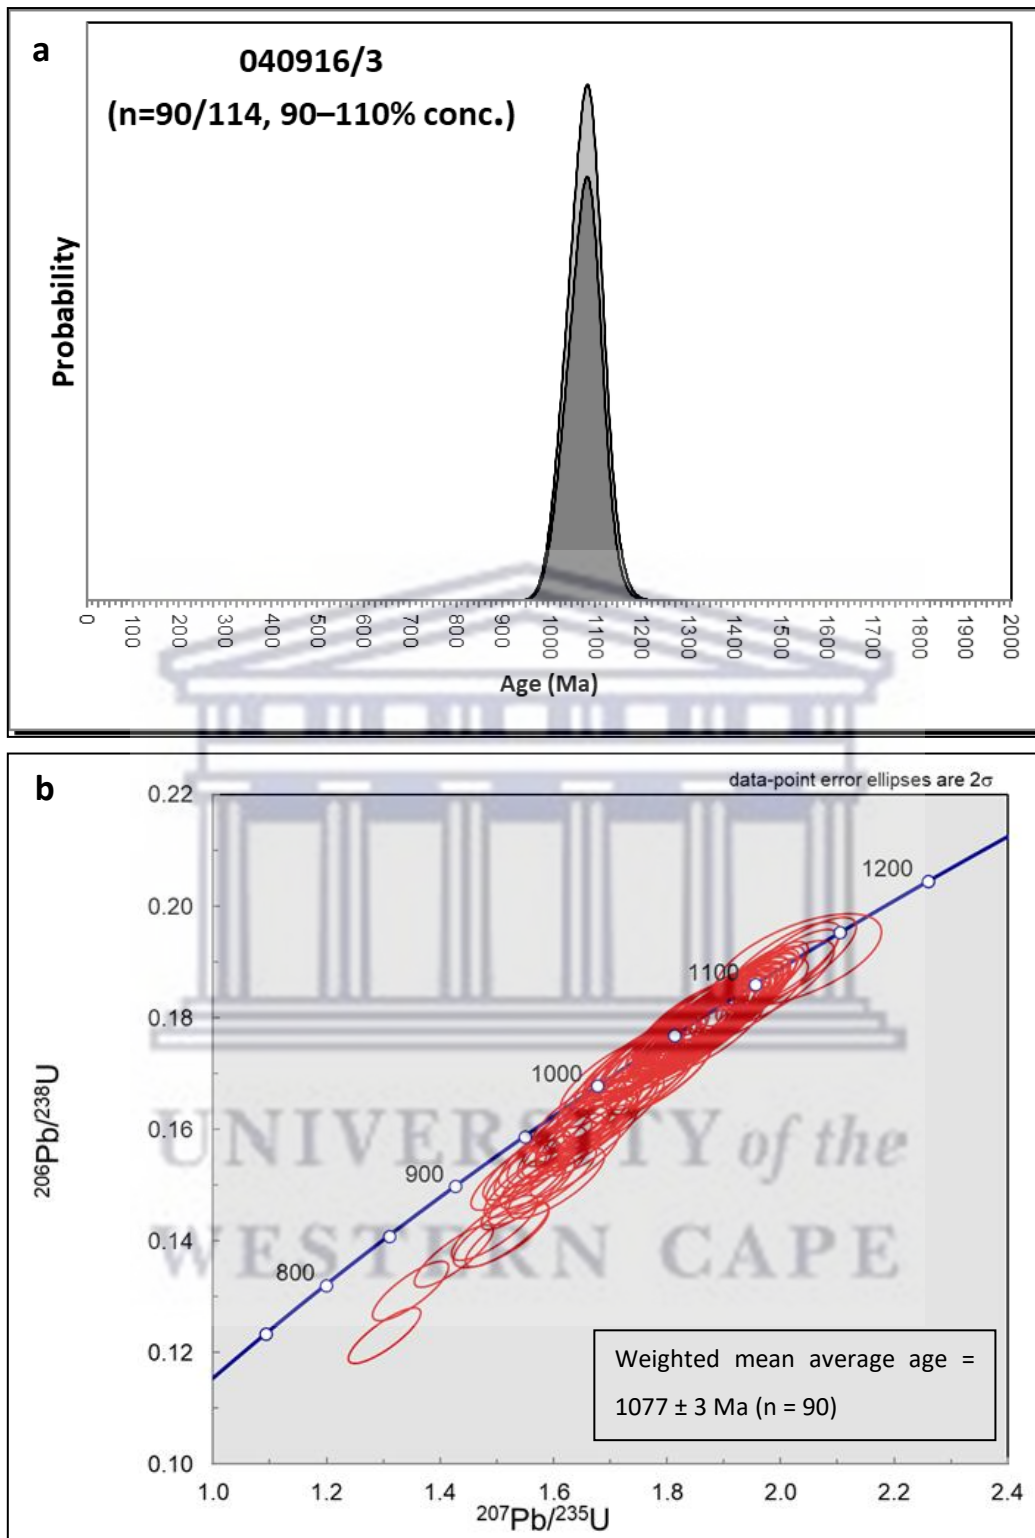 a
040916/3
(n=90/114, 90–110% conc.)
Probability
0 100 200 300 400 500 600 700 800 900 1000 1100 1200 1300 1400 1500 1600 1700 1800 1900 2000
Age (Ma)
b
data-point error ellipses are 2σ
0.22
0.20
0.18
0.16
0.14
0.12
0.10
206Pb/238U
1200
1100
1000
900
800
UNIVERSITY of the
WESTERN CAPE
Weighted mean average age =
1077 ± 3 Ma (n = 90)
1.0 1.2 1.4 1.6 1.8 2.0 2.2 2.4
207Pb/235U